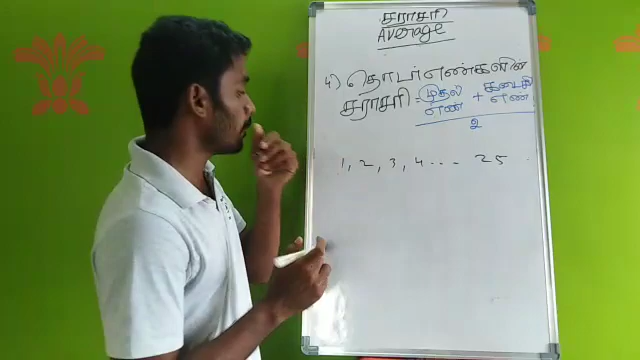 சராசரி
Average
4) தொடர் எண்களின்
சராசரி = முதல் எண் + கடைசி எண்
2
1, 2, 3, 4 ... 25